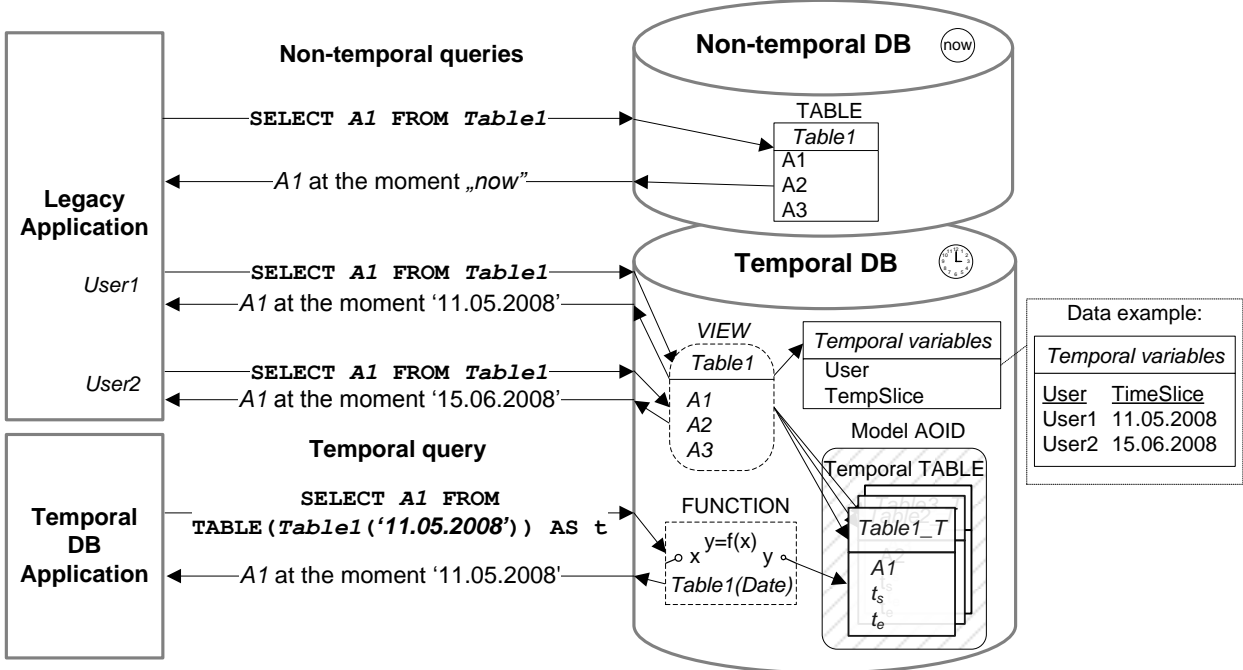 Non-temporal queries
Non-temporal DB
now
SELECT A1 FROM Table1
A1 at the moment „now”
TABLE
Table1
A1
A2
A3
Legacy
Application
User1
User2
SELECT A1 FROM Table1
A1 at the moment ‘11.05.2008’
SELECT A1 FROM Table1
A1 at the moment ‘15.06.2008’
Temporal DB
VIEW
Table1
A1
A2
A3
Temporal variables
User
TempSlice
Data example:
Temporal variables
User TimeSlice
User1 11.05.2008
User2 15.06.2008
Temporal query
Temporal
DB
Application
SELECT A1 FROM
TABLE(Table1(‘11.05.2008’)) AS t
A1 at the moment ‘11.05.2008’
FUNCTION
y=f(x)
x y
Table1(Date)
Model AOID
Temporal TABLE
Table1_T
A1
ts
te